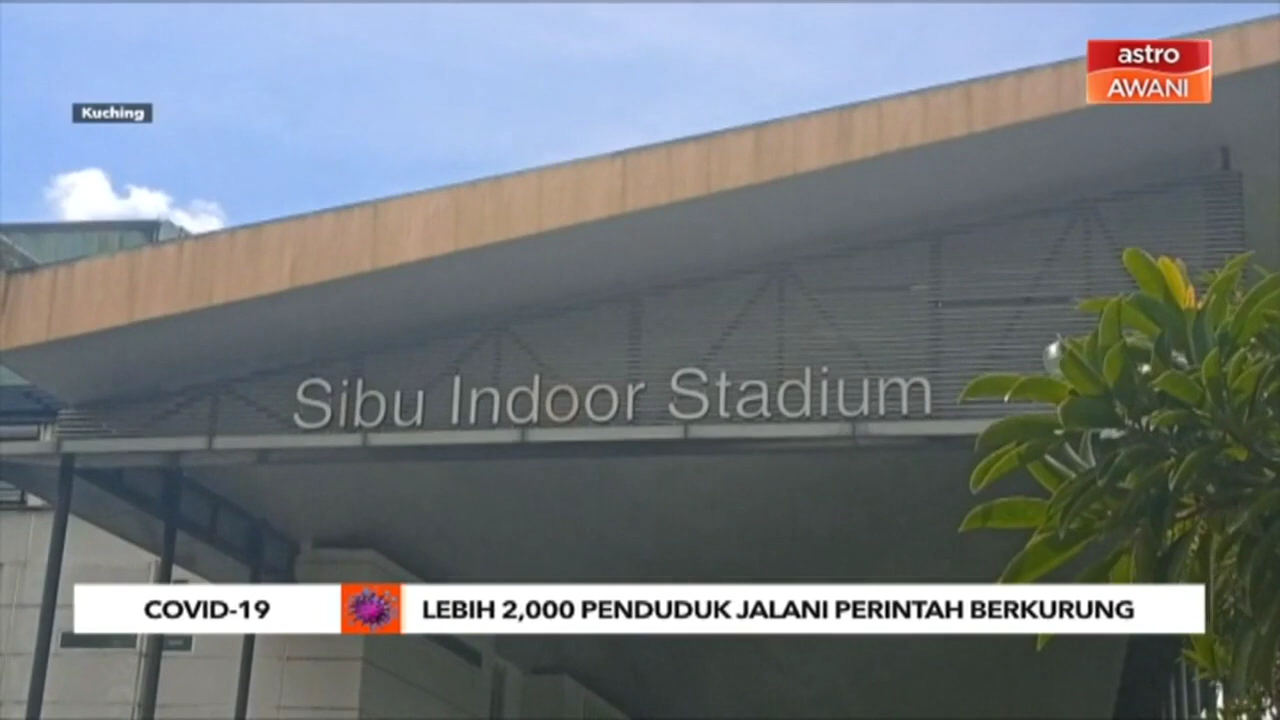 astro
AWANI
Kuching
Sibu Indoor Stadium
COVID-19
LEBIH 2,000 PENDUDUK JALANI PERINTAH BERKURUNG